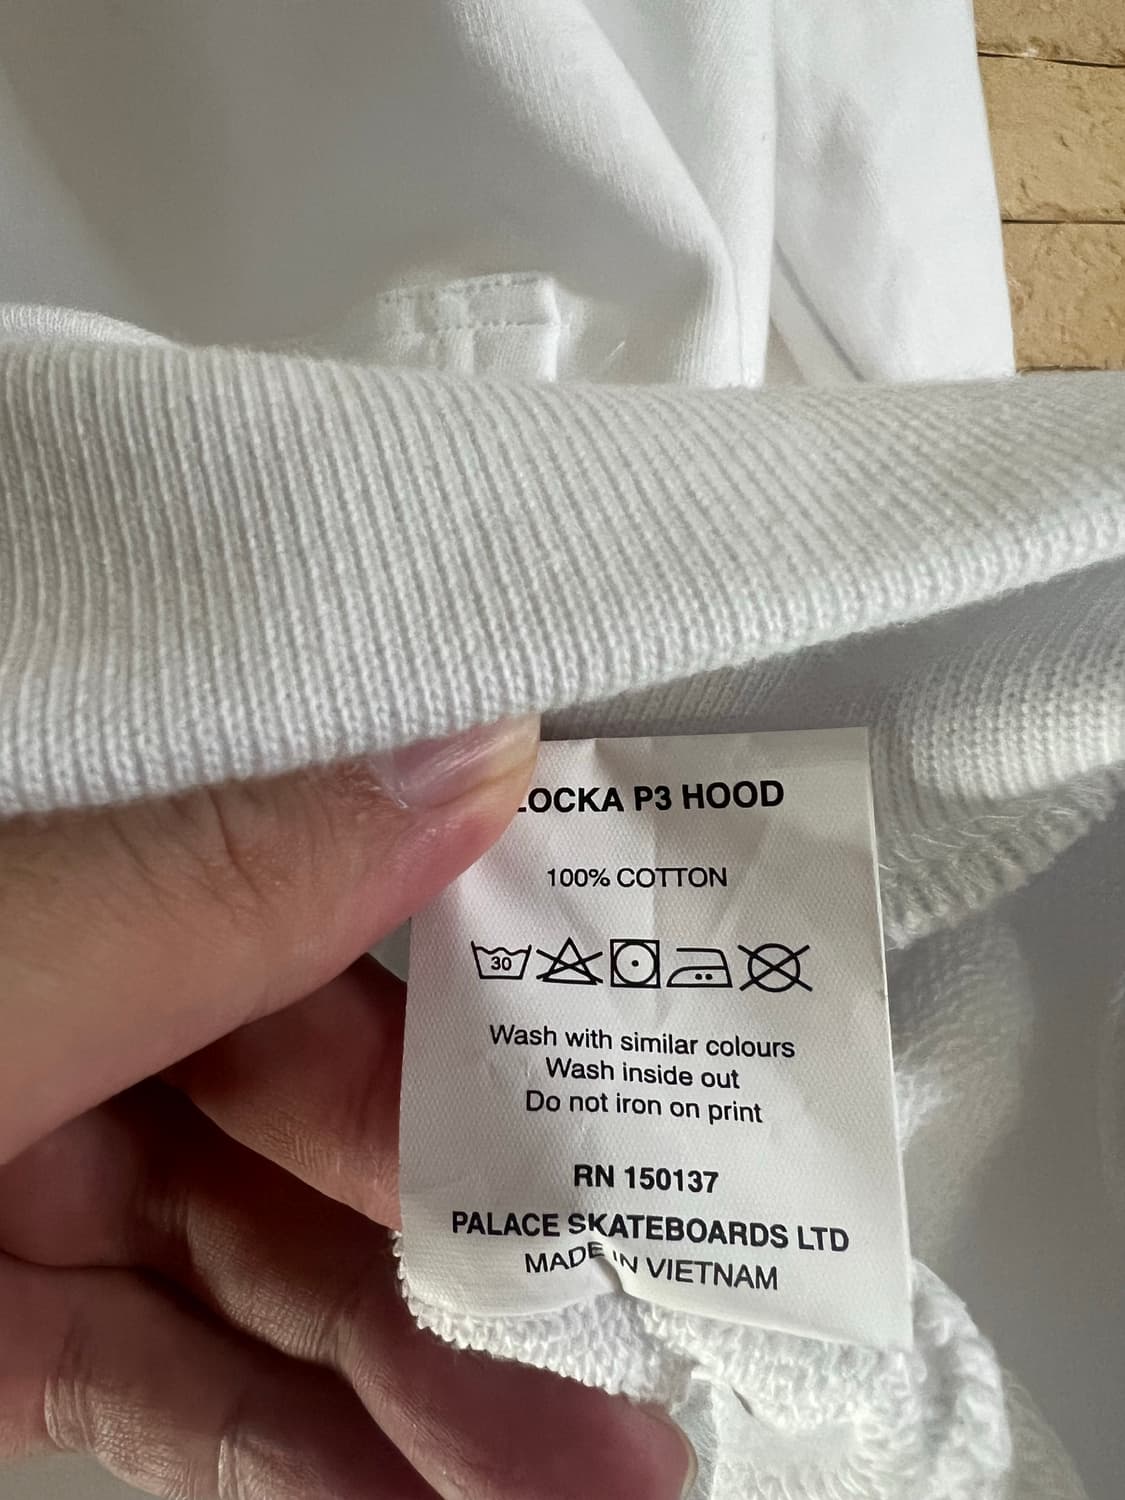 P3 HOOD
100% COTTON
30
Wash with similar colours
Wash inside out
Do not iron on print
RN 150137
PALACE SKATEBOARDS LTD
MADE IN VIETNAM